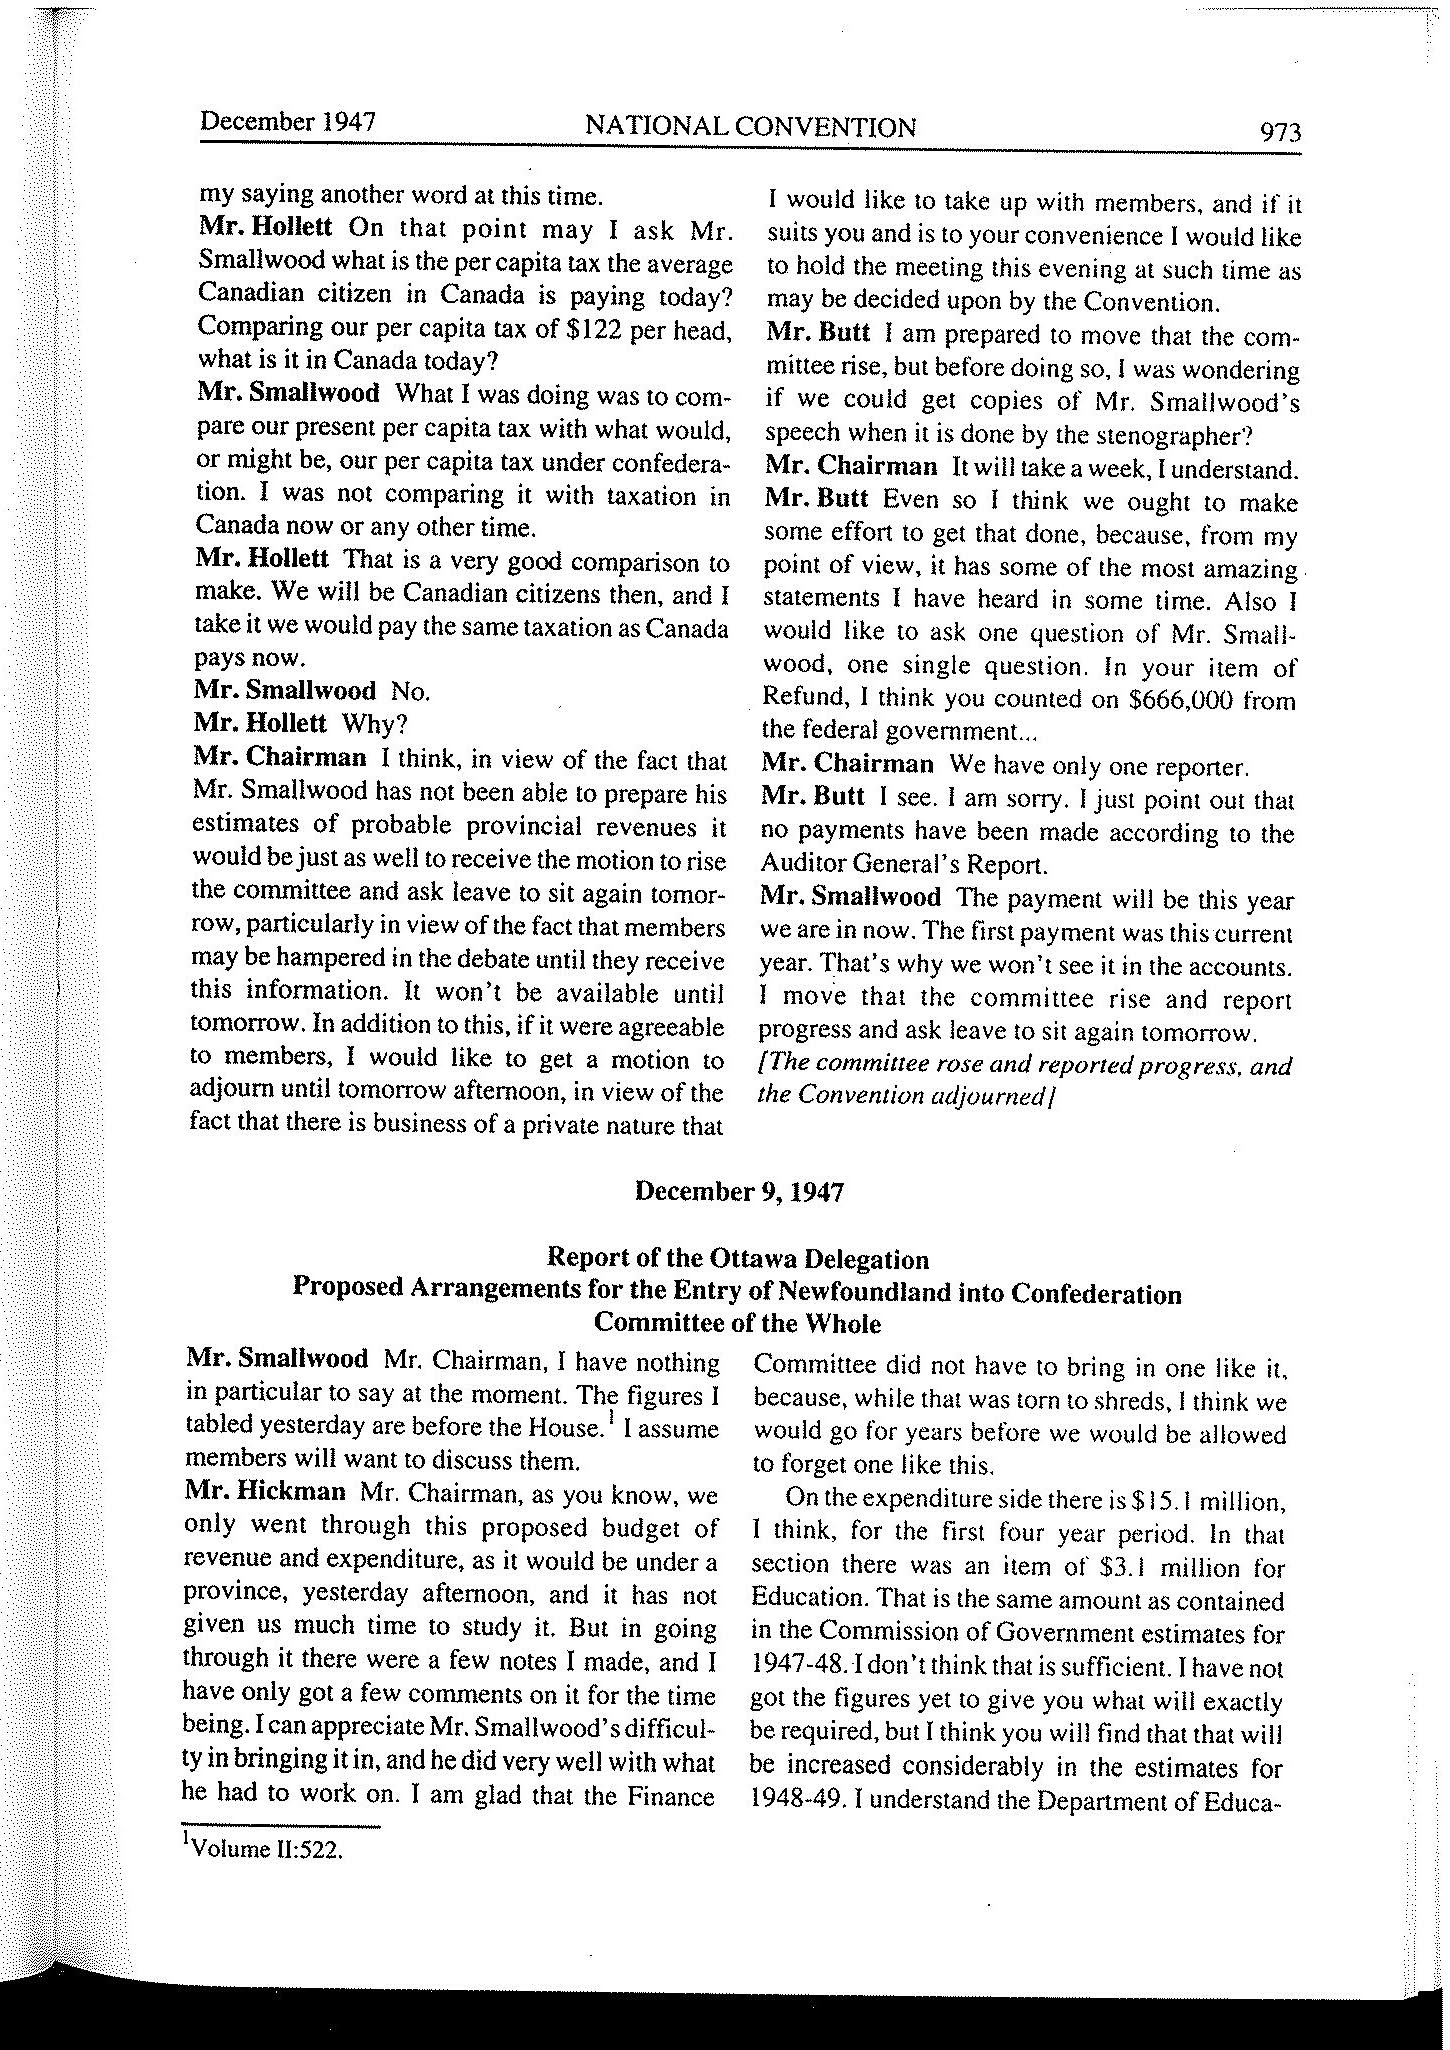 December 1947 NATIONAL CONVENTION 973
my saying another word at this time.
Mr. Hollett On that point may I ask Mr.
Smallwood what is the per capita tax the average
Canadian citizen in Canada is paying today?
Comparing our per capita tax of $122 per head,
what is it in Canada today?
Mr. Smallwood What I was doing was to com-
pare our present per capita tax with what would,
or might be, our per capita tax under confedera-
tion. I was not comparing it with taxation in
Canada now or any other time.
Mr. Hollett That is a very good comparison to
make. We will be Canadian citizens then, and I
take it we would pay the same taxation as Canada
pays now.
Mr. Smallwood No.
Mr. Hollett Why?
Mr. Chairman I think, in view of the fact that
Mr. Smallwood has not been able to prepare his
estimates of probable provincial revenues it
would be just as well to receive the motion to rise
the committee and ask leave to sit again tomor-
row, particularly in view of the fact that members
may be hampered in the debate until they receive
this information. It won't be available until
tomorrow. In addition to this, if it were agreeable
to members, I would like to get a motion to
adjourn until tomorrow afternoon, in view of the
fact that there is business of a private nature that
I would like to take up with members, and if it
suits you and is to your convenience I would like
to hold the meeting this evening at such time as
may be decided upon by the Convention.
Mr. Butt I am prepared to move that the com-
mittee rise, but before doing so, I was wondering
if we could get copies of Mr. Smallwood's
speech when it is done by the stenographer?
Mr. Chairman It will take a week, I understand.
Mr. Butt Even so I think we ought to make
some effort to get that done, because, from my
point of view, it has some of the most amazing
statements I have heard in some time. Also I
would like to ask one question of Mr. Small-
wood, one single question. In your item of
Refund, I think you counted on $666,000 from
the federal government...
Mr. Chairman We have only one reporter.
Mr. Butt I see. I am sorry. I just point out that
no payments have been made according to the
Auditor General's Report.
Mr. Smallwood The payment will be this year
we are in now. The first payment was this current
year. That's why we won't see it in the accounts.
I move that the committee rise and report
progress and ask leave to sit again tomorrow.
[The committee rose and reported progress, and
the Convention adjourned]
December 9, 1947
Report of the Ottawa Delegation
Proposed Arrangements for the Entry of Newfoundland into Confederation
Committee of the Whole
Mr. Smallwood Mr. Chairman, I have nothing
in particular to say at the moment. The figures I
tabled yesterday are before the House.¹ I assume
members will want to discuss them.
Mr. Hickman Mr. Chairman, as you know, we
only went through this proposed budget of
revenue and expenditure, as it would be under a
province, yesterday afternoon, and it has not
given us much time to study it. But in going
through it there were a few notes I made, and I
have only got a few comments on it for the time
being. I can appreciate Mr. Smallwood's difficul-
ty in bringing it in, and he did very well with what
he had to work on. I am glad that the Finance
Committee did not have to bring in one like it,
because, while that was torn to shreds, I think we
would go for years before we would be allowed
to forget one like this.
On the expenditure side there is $15.1 million,
I think, for the first four year period. In that
section there was an item of $3.1 million for
Education. That is the same amount as contained
in the Commission of Government estimates for
1947-48. I don't think that is sufficient. I have not
got the figures yet to give you what will exactly
be required, but I think you will find that that will
be increased considerably in the estimates for
1948-49. I understand the Department of Educa-
¹Volume II:522.